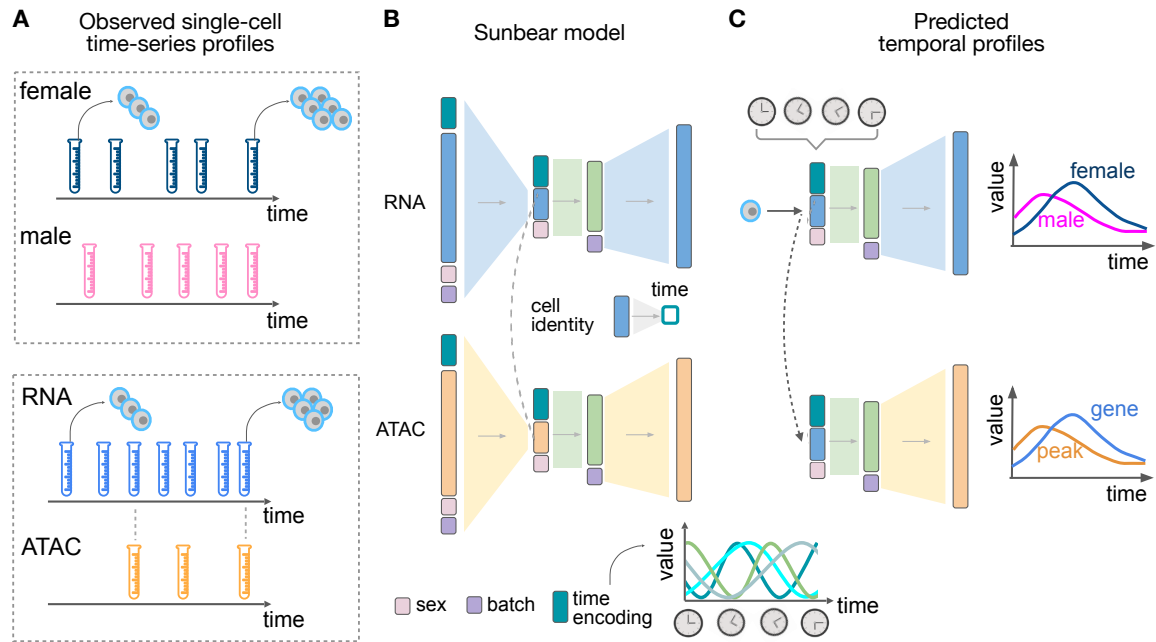 A
Observed single-cell
time-series profiles
female
time
male
time
RNA
time
ATAC
time
B
Sunbear model
RNA
cell
identity
time
ATAC
sex
batch
time
encoding
value
time
C
Predicted
temporal profiles
value
female
male
time
value
gene
peak
time